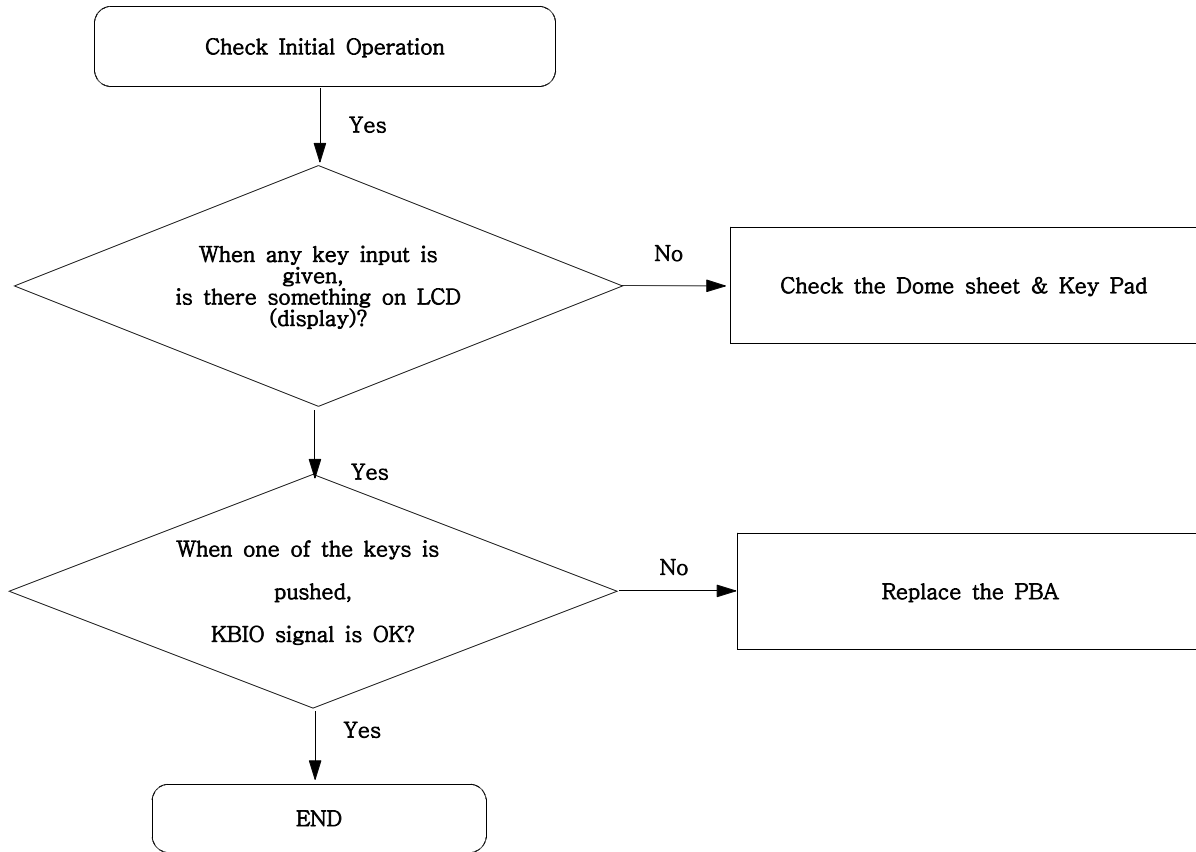 Check Initial Operation
Yes
When any key input is
given,
is there something on LCD
(display)?
No
Check the Dome sheet & Key Pad
Yes
When one of the keys is
pushed,
KBIO signal is OK?
No
Replace the PBA
Yes
END